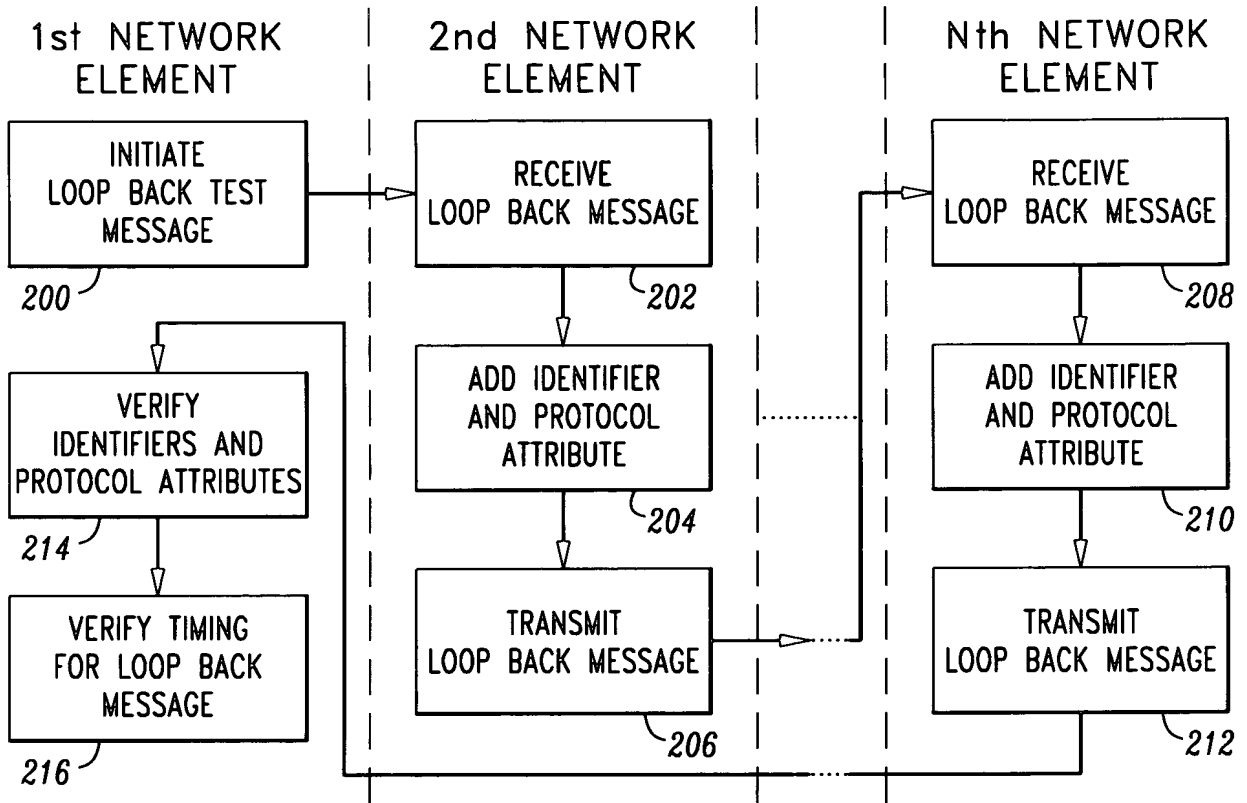 1st NETWORK
ELEMENT
2nd NETWORK
ELEMENT
Nth NETWORK
ELEMENT
INITIATE
LOOP BACK TEST
MESSAGE
200
RECEIVE
LOOP BACK MESSAGE
202
RECEIVE
LOOP BACK MESSAGE
208
VERIFY
IDENTIFIERS AND
PROTOCOL ATTRIBUTES
214
ADD IDENTIFIER
AND PROTOCOL
ATTRIBUTE
204
ADD IDENTIFIER
AND PROTOCOL
ATTRIBUTE
210
VERIFY TIMING
FOR LOOP BACK
MESSAGE
216
TRANSMIT
LOOP BACK MESSAGE
206
TRANSMIT
LOOP BACK MESSAGE
212